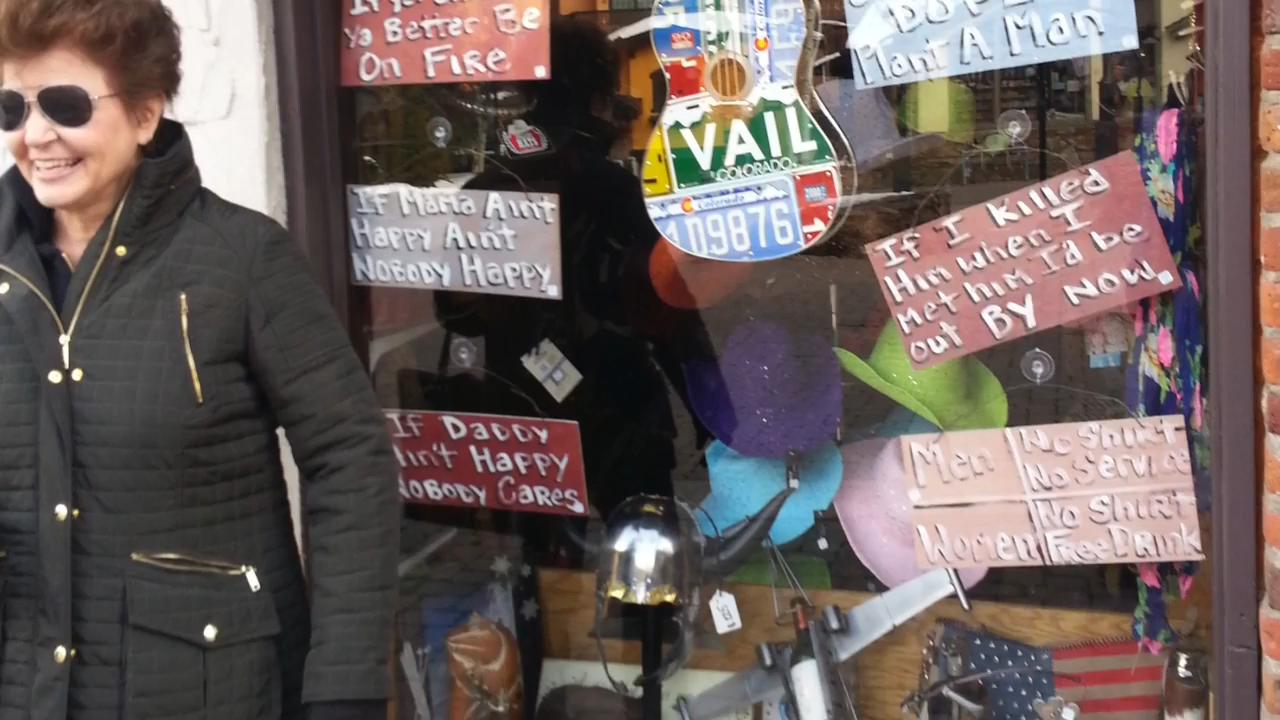 Ya Better Be
On Fire
If Mama Aint
Happy Ain't
Nobody Happy.
If Daddy
Ain't Happy
Nobody Cares
VAIL
COLORADO
Colorado
1D9876
Plant A Man
If I Killed
Him when I
met him I'd be
out By Now.
Men
No Shirt
No Service
Women
No Shirt
Free Drink